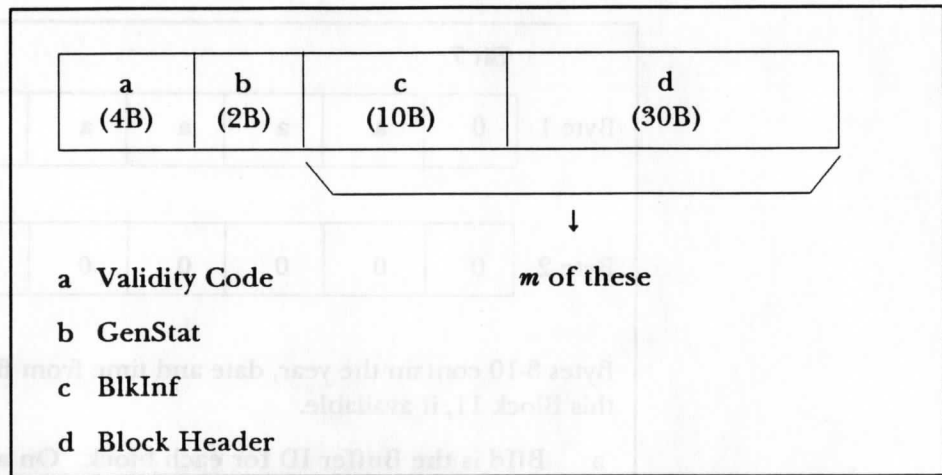 a b c d
(4B) (2B) (10B) (30B)
↓
a Validity Code m of these
b GenStat
c BlkInf
d Block Header